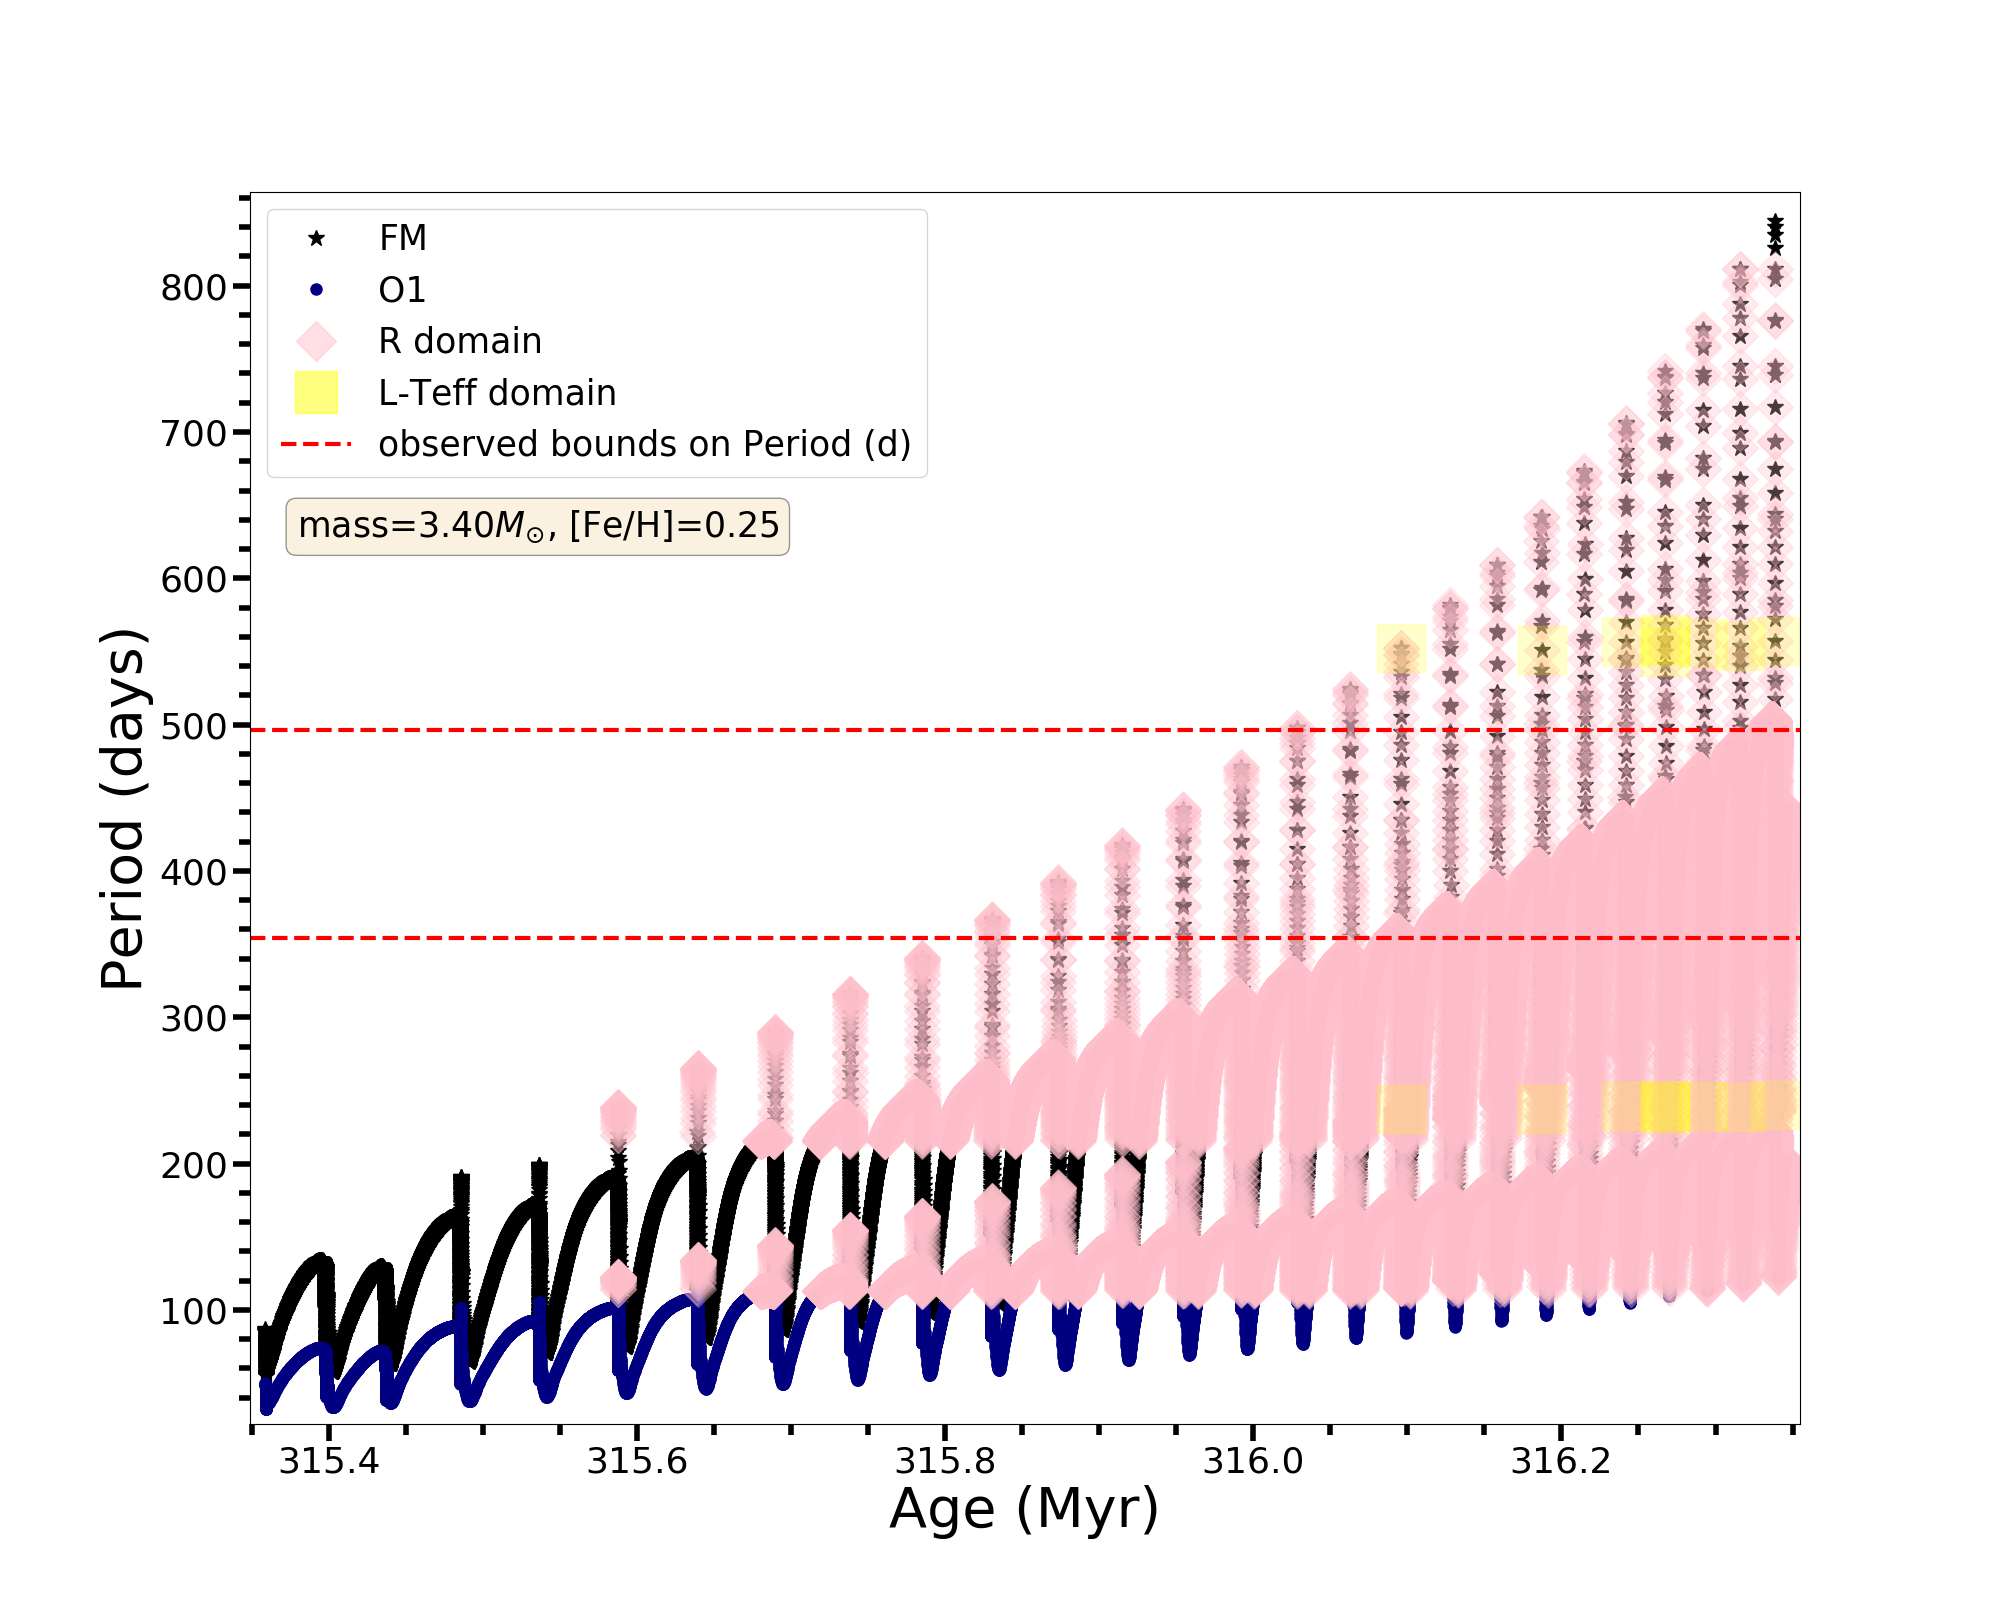 FM
O1
R domain
L-Teff domain
observed bounds on Period (d)
mass=3.40M⊙, [Fe/H]=0.25
800
700
600
500
400
300
200
100
Period (days)
315.4 315.6 315.8 316.0 316.2
Age (Myr)